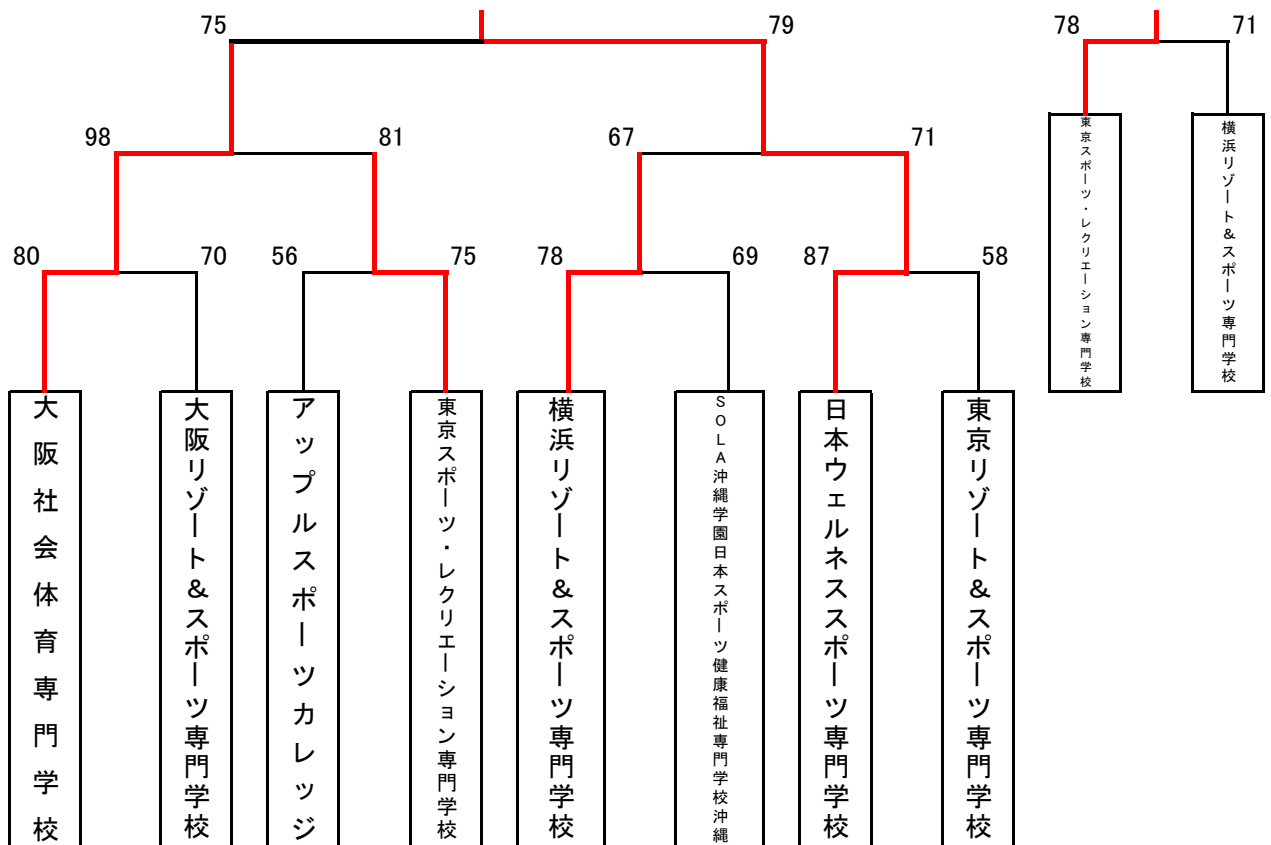 75
79
78
71
98
81
67
71
80
70
56
75
78
69
87
58
東京スポーツ・レクリエーション専門学校
横浜リゾート&スポーツ専門学校
大阪社会体育専門学校
大阪リゾート&スポーツ専門学校
アップルスポーツカレッジ
東京スポーツ・レクリエーション専門学校
横浜リゾート&スポーツ専門学校
SOLA沖縄学園日本スポーツ健康福祉専門学校沖縄
日本ウェルネススポーツ専門学校
東京リゾート&スポーツ専門学校